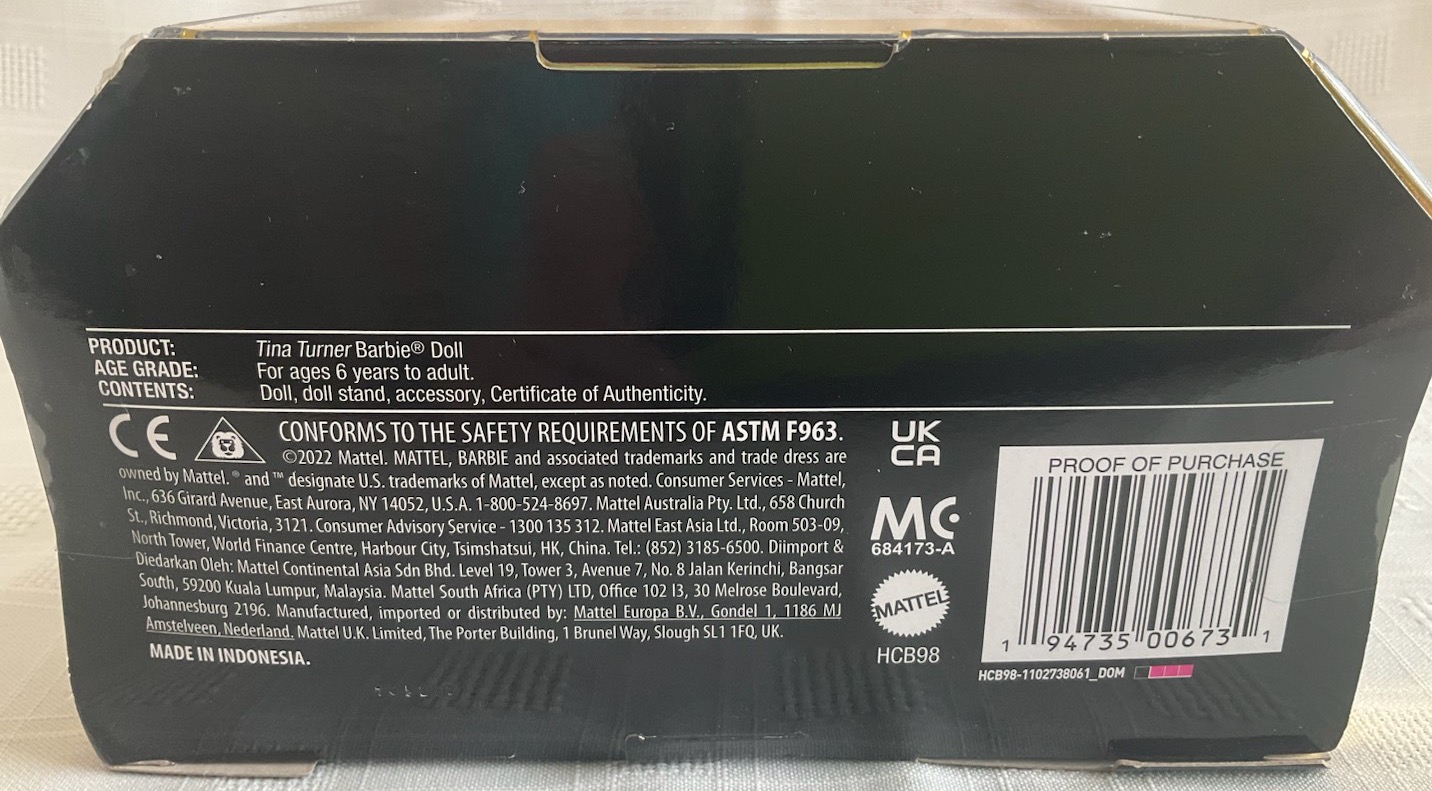 PRODUCT: Tina Turner Barbie® Doll
AGE GRADE: For ages 6 years to adult.
CONTENTS: Doll, doll stand, accessory, Certificate of Authenticity.
CE CONFORMS TO THE SAFETY REQUIREMENTS OF ASTM F963.
©2022 Mattel. MATTEL, BARBIE and associated trademarks and trade dress are
owned by Mattel. ® and ™ designate U.S. trademarks of Mattel, except as noted. Consumer Services - Mattel,
Inc., 636 Girard Avenue, East Aurora, NY 14052, U.S.A. 1-800-524-8697. Mattel Australia Pty. Ltd., 658 Church
St., Richmond, Victoria, 3121. Consumer Advisory Service - 1300 135 312. Mattel East Asia Ltd., Room 503-09,
North Tower, World Finance Centre, Harbour City, Tsimshatsui, HK, China. Tel.: (852) 3185-6500. Diimport &
Diedarkan Oleh: Mattel Continental Asia Sdn Bhd. Level 19, Tower 3, Avenue 7, No. 8 Jalan Kerinchi, Bangsar
South, 59200 Kuala Lumpur, Malaysia. Mattel South Africa (PTY) LTD, Office 102 I3, 30 Melrose Boulevard,
Johannesburg 2196. Manufactured, imported or distributed by: Mattel Europa B.V., Gondel 1, 1186 MJ
Amstelveen, Nederland. Mattel U.K. Limited, The Porter Building, 1 Brunel Way, Slough SL1 1FQ, UK.
MADE IN INDONESIA.
UK
CA
MC
684173-A
MATTEL
HCB98
PROOF OF PURCHASE
1 94735 00673 1
HCB98-1102738061_DOM